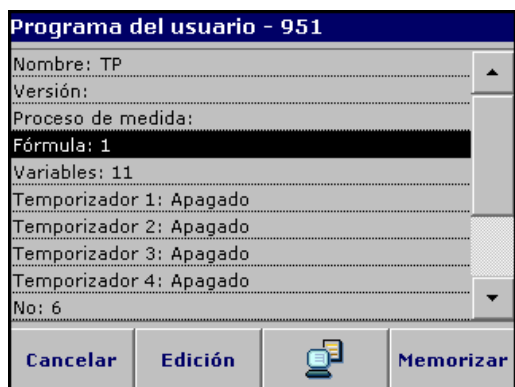 Programa del usuario - 951
Nombre: TP
Versión:
Proceso de medida:
Fórmula: 1
Variables: 11
Temporizador 1: Apagado
Temporizador 2: Apagado
Temporizador 3: Apagado
Temporizador 4: Apagado
No: 6
Cancelar Edición Memorizar